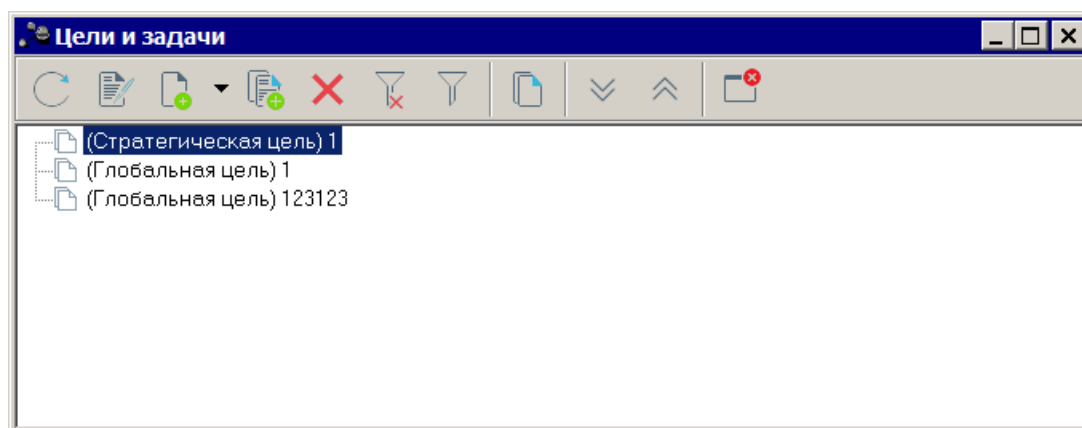 Цели и задачи
(Стратегическая цель) 1
(Глобальная цель) 1
(Глобальная цель) 123123